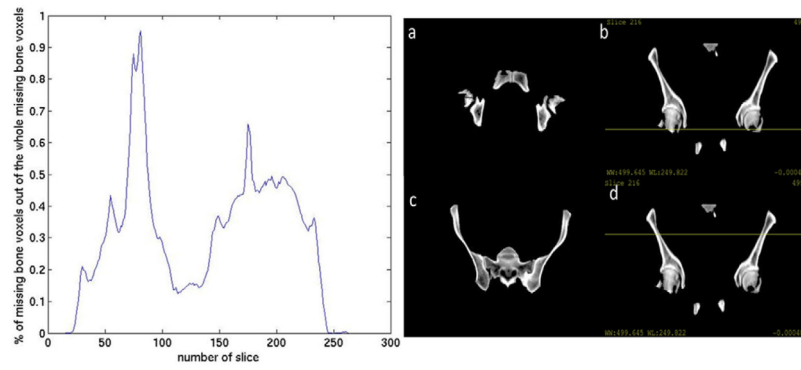 % of missing bone voxels out of the whole missing bone voxels
1
0.9
0.8
0.7
0.6
0.5
0.4
0.3
0.2
0.1
0
0 50 100 150 200 250 300
number of slice
a
b
Slice 216
49
WW:499.645 WL:249.822
c
d
Slice 216
49
WW:499.645 WL:249.822